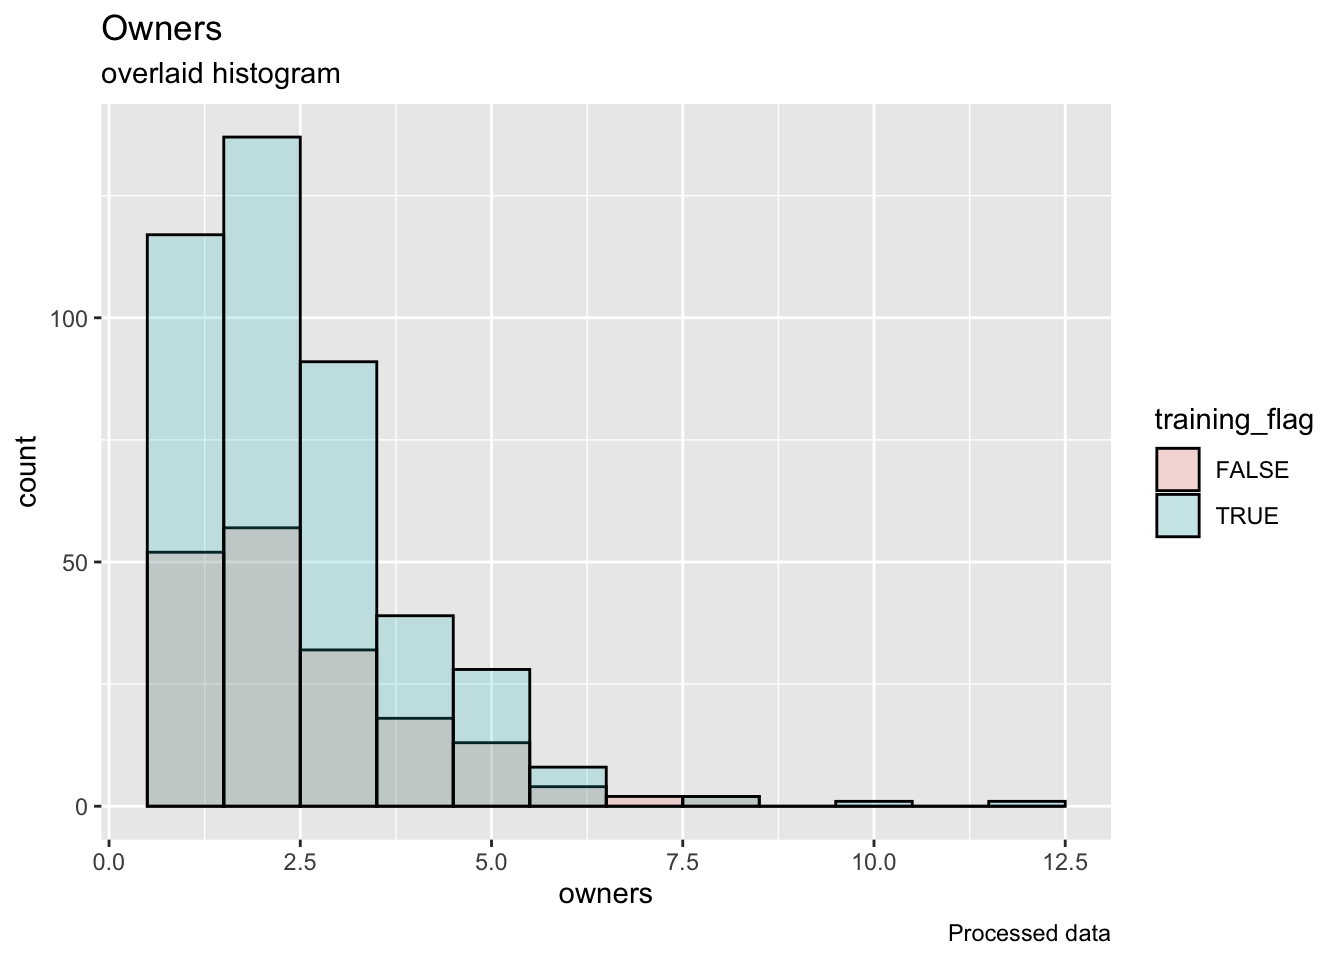 Owners
overlaid histogram
100
50
0
count
0.0 2.5 5.0 7.5 10.0 12.5
owners
training_flag
FALSE
TRUE
Processed data